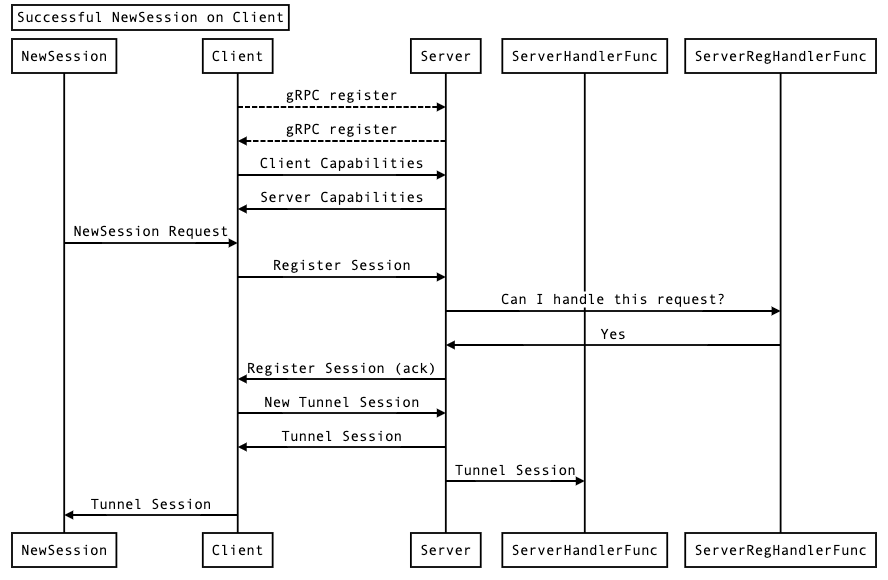 Successful NewSession on Client
NewSession Client Server ServerHandlerFunc ServerRegHandlerFunc
gRPC register
gRPC register
Client Capabilities
Server Capabilities
NewSession Request
Register Session
Can I handle this request?
Yes
Register Session (ack)
New Tunnel Session
Tunnel Session
Tunnel Session
Tunnel Session
NewSession Client Server ServerHandlerFunc ServerRegHandlerFunc